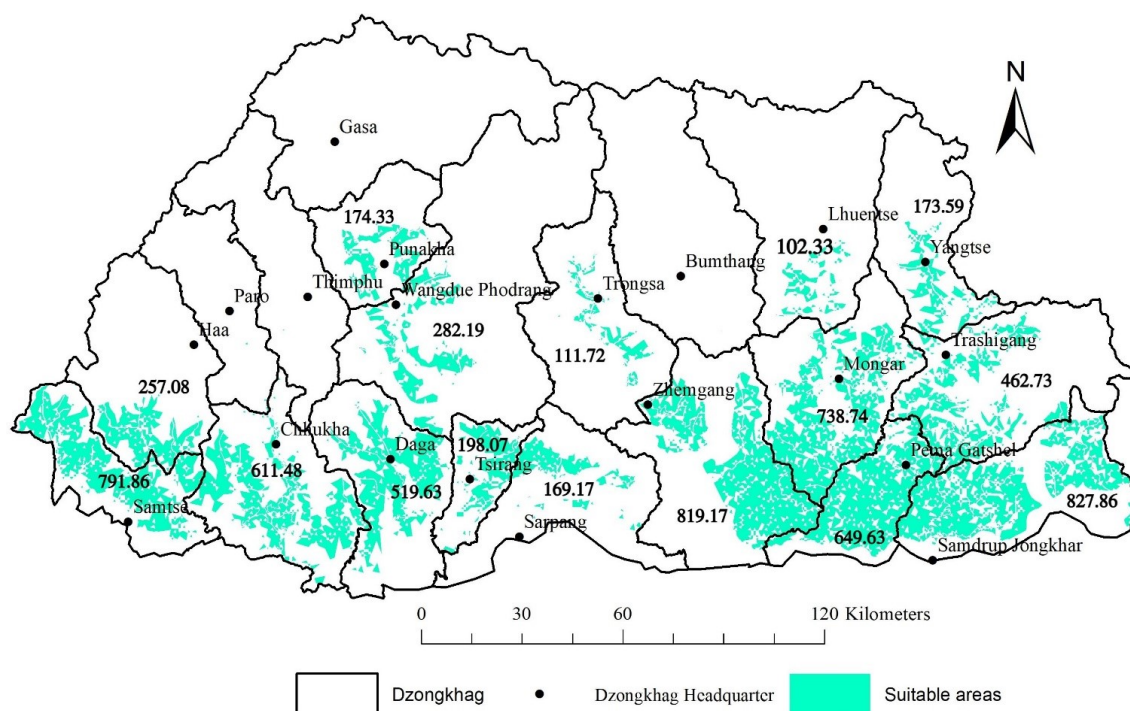 N
Gasa
174.33
173.59
Lhuentse
102.33
Punakha
Yangtse
Bumthang
Thimphu
Wangdue Phodrang
Trongsa
Paro
282.19
Haa
111.72
Trashigang
Mongar
462.73
257.08
Zhemgang
738.74
Chhukha
198.07
Daga
Pema Gatshel
611.48
Tsirang
791.86
519.63
169.17
819.17
827.86
Samtse
Sarpang
649.63
Samdrup Jongkhar
0 30 60 120 Kilometers
Dzongkhag Dzongkhag Headquarter Suitable areas